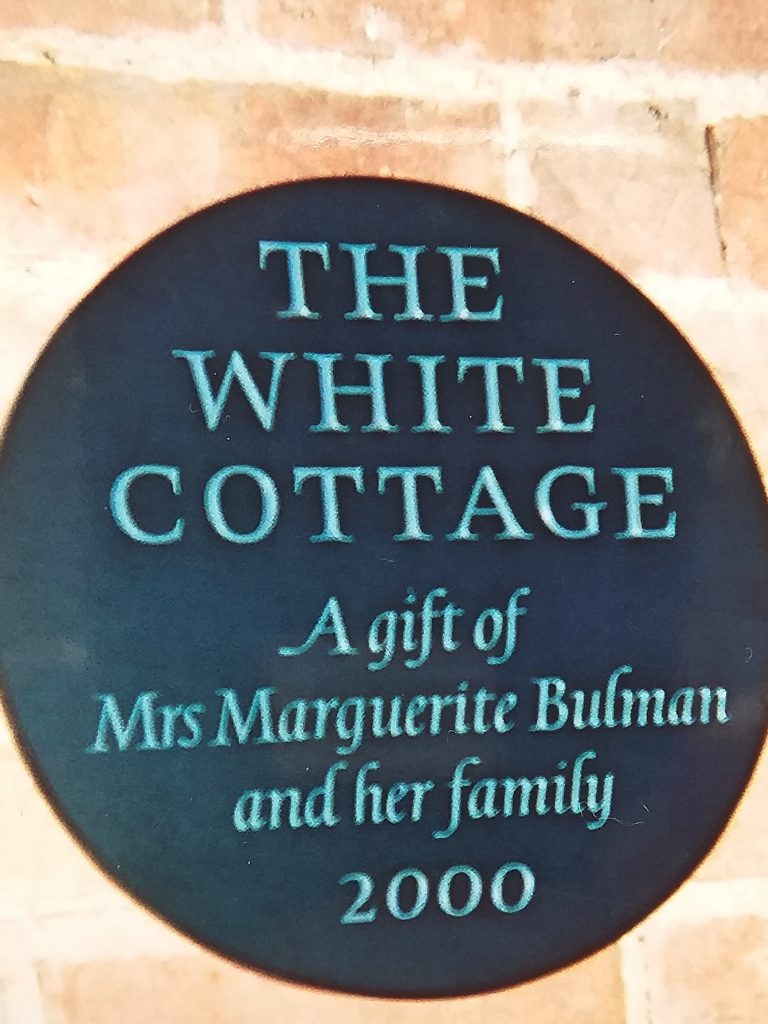 THE
WHITE
COTTAGE
A gift of
Mrs Marguerite Bulman
and her family
2000